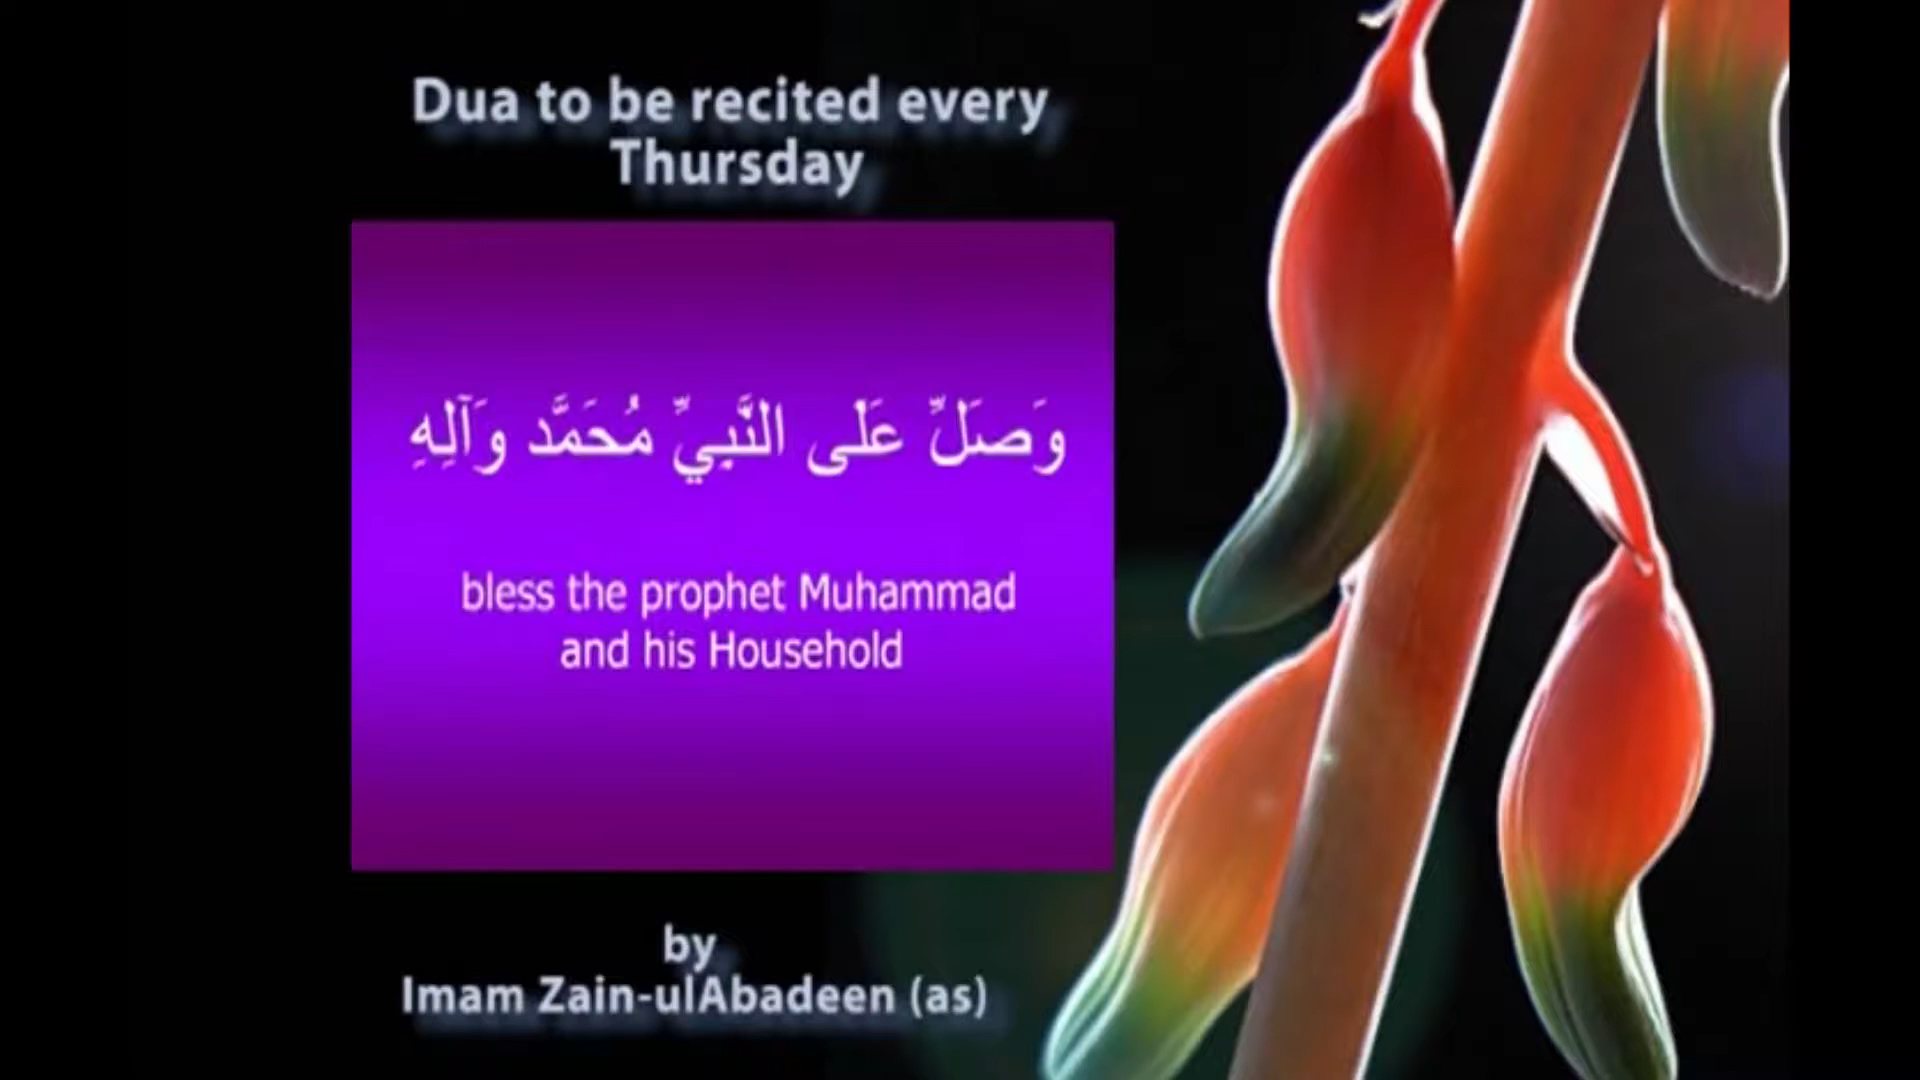 Dua to be recited every
Thursday
وَصَلِّ عَلَى النَّبِيِّ مُحَمَّد وَآلِهِ
bless the prophet Muhammad
and his Household
by
Imam Zain-ulAbadeen (as)